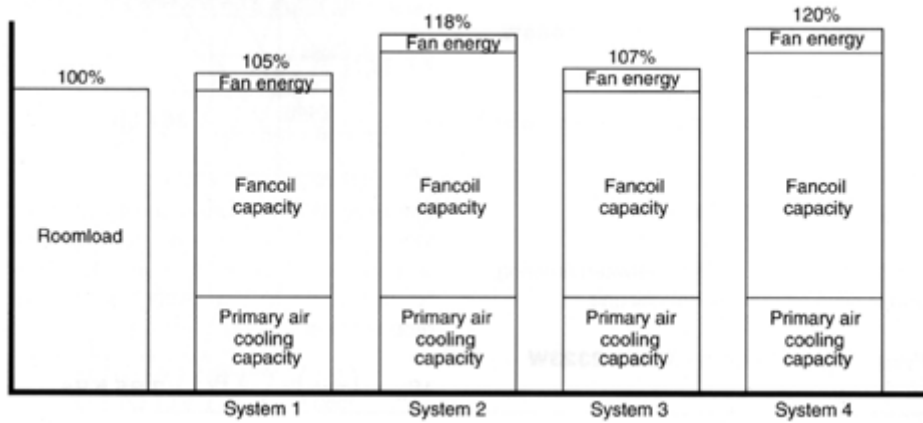 100%
Roomload
105%
Fan energy
Fancoil
capacity
Primary air
cooling
capacity
System 1
118%
Fan energy
Fancoil
capacity
Primary air
cooling
capacity
System 2
107%
Fan energy
Fancoil
capacity
Primary air
cooling
capacity
System 3
120%
Fan energy
Fancoil
capacity
Primary air
cooling
capacity
System 4